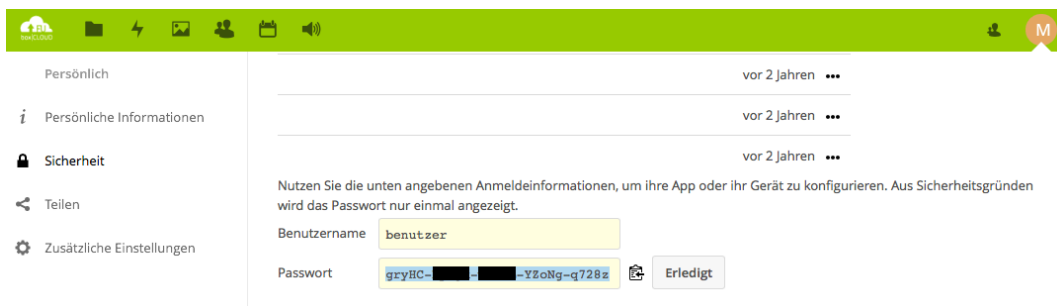 Persönlich
vor 2 Jahren
Persönliche Informationen
vor 2 Jahren
Sicherheit
vor 2 Jahren
Nutzen Sie die unten angebenen Anmeldeinformationen, um ihre App oder ihr Gerät zu konfigurieren. Aus Sicherheitsgründen
wird das Passwort nur einmal angezeigt.
Teilen
Benutzername benutzer
Zusätzliche Einstellungen
Passwort gryHC- - -YZoNg-q728z Erledigt
M